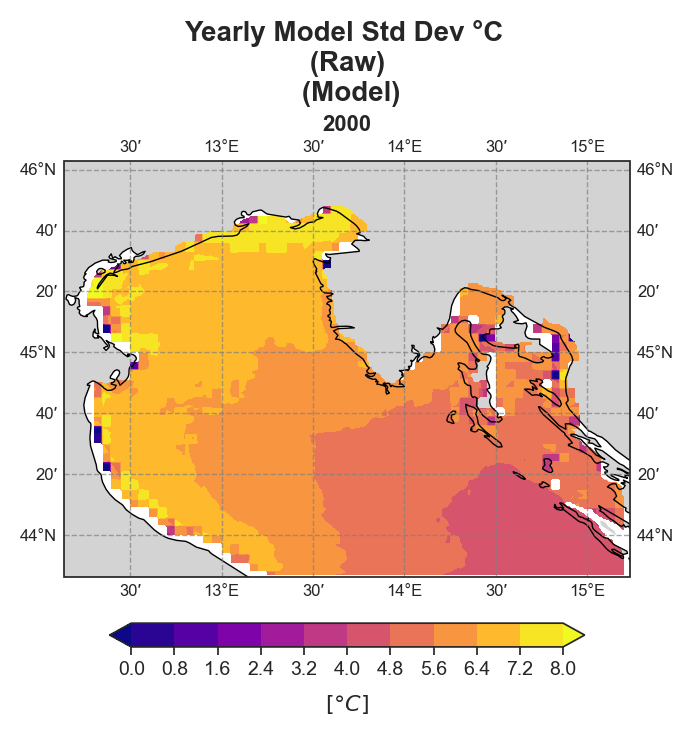 Yearly Model Std Dev °C
(Raw)
(Model)
2000
30′ 13°E 30′ 14°E 30′ 15°E
46°N 46°N
40′ 40′
20′ 20′
45°N 45°N
40′ 40′
20′ 20′
44°N 44°N
30′ 13°E 30′ 14°E 30′ 15°E
0.0 0.8 1.6 2.4 3.2 4.0 4.8 5.6 6.4 7.2 8.0
[°C]